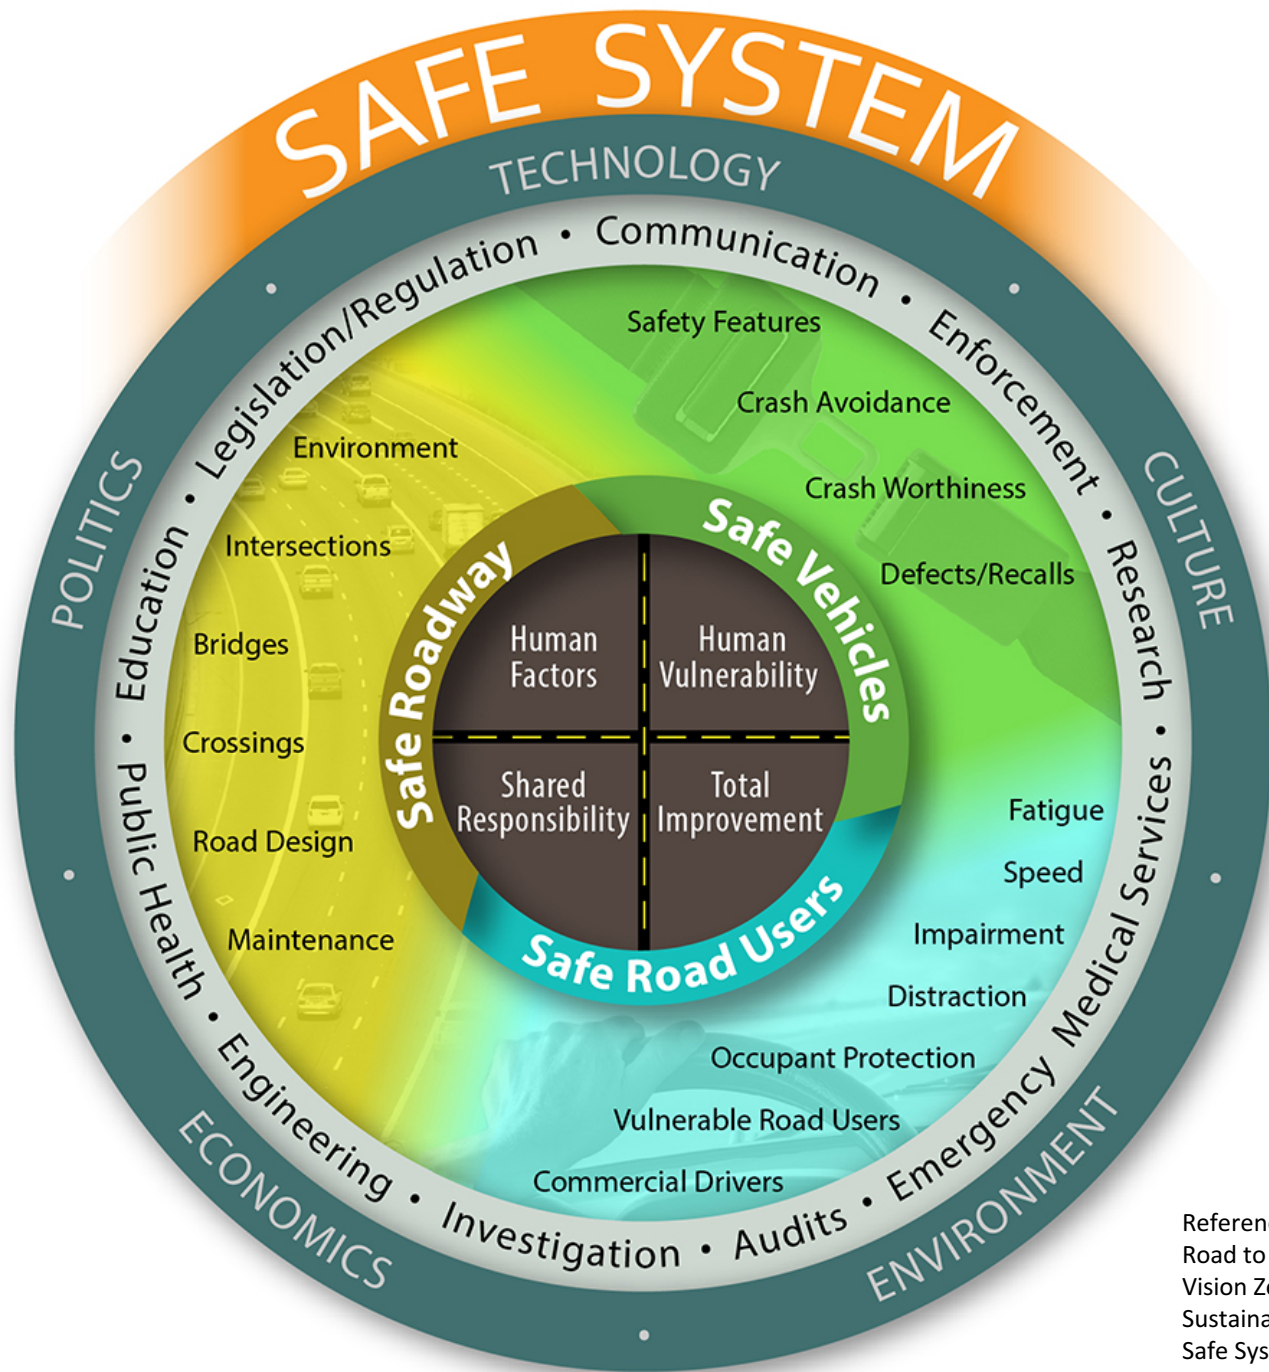 SAFE SYSTEM
TECHNOLOGY
CULTURE
ENVIRONMENT
ECONOMICS
POLITICS
Communication • Enforcement • Research • Emergency Medical Services • Audits • Investigation • Engineering • Public Health • Education • Legislation/Regulation •
Safe Roadway
Environment
Intersections
Bridges
Crossings
Road Design
Maintenance
Safe Vehicles
Safety Features
Crash Avoidance
Crash Worthiness
Defects/Recalls
Safe Road Users
Fatigue
Speed
Impairment
Distraction
Occupant Protection
Vulnerable Road Users
Commercial Drivers
Human
Factors
Human
Vulnerability
Shared
Responsibility
Total
Improvement
Road to
Vision
Safe